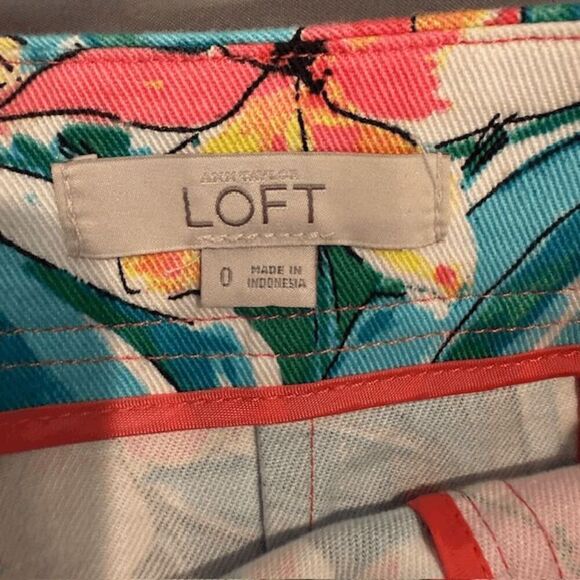 ANN TAYLOR
LOFT
0
MADE IN
INDONESIA